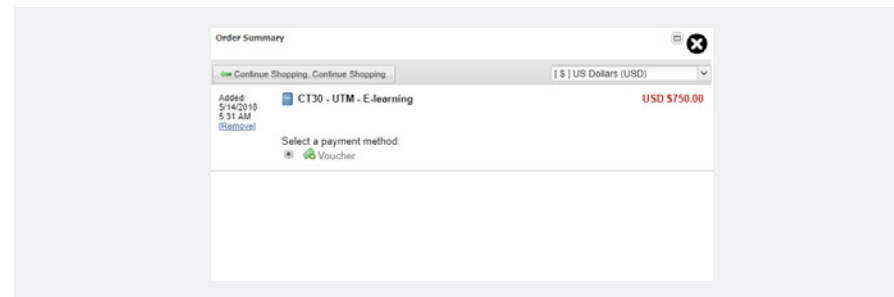 Order Summary
Continue Shopping, Continue Shopping...
[ $ ] US Dollars (USD)
Added:
5/14/2018
5:31 AM
[Remove]
CT30 - UTM - E-learning
USD $750.00
Select a payment method:
Voucher